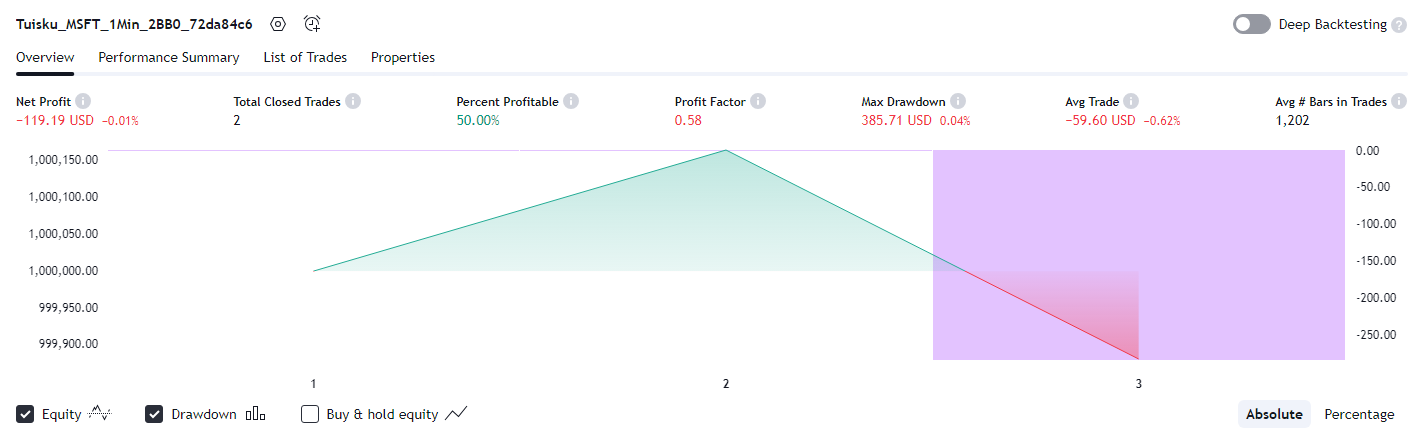 Tuisku_MSFT_1Min_2BB0_72da84c6 Deep Backtesting ?
Overview Performance Summary List of Trades Properties
Net Profit Total Closed Trades Percent Profitable Profit Factor Max Drawdown Avg Trade Avg # Bars in Trades
−119.19 USD −0.01% 2 50.00% 0.58 385.71 USD 0.04% −59.60 USD −0.62% 1,202
1,000,150.00 0.00
1,000,100.00 -50.00
1,000,050.00 -100.00
1,000,000.00 -150.00
999,950.00 -200.00
999,900.00 -250.00
1 2 3
Equity Drawdown Buy & hold equity Absolute Percentage